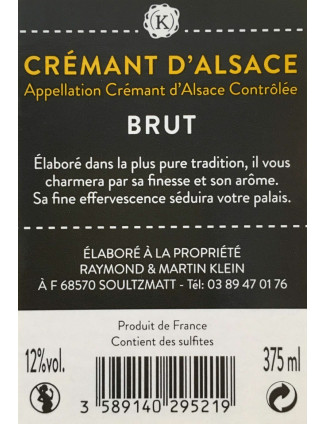 K
CRÉMANT D'ALSACE
Appellation Crémant d'Alsace Contrôlée
BRUT
Élaboré dans la plus pure tradition, il vous
charmera par sa finesse et son arôme.
Sa fine effervescence séduira votre palais.
ÉLABORÉ À LA PROPRIÉTÉ
RAYMOND & MARTIN KLEIN
À F 68570 SOULTZMATT - Tél: 03 89 47 01 76
Produit de France
Contient des sulfites
12%vol.
375 ml
3 589140 295219